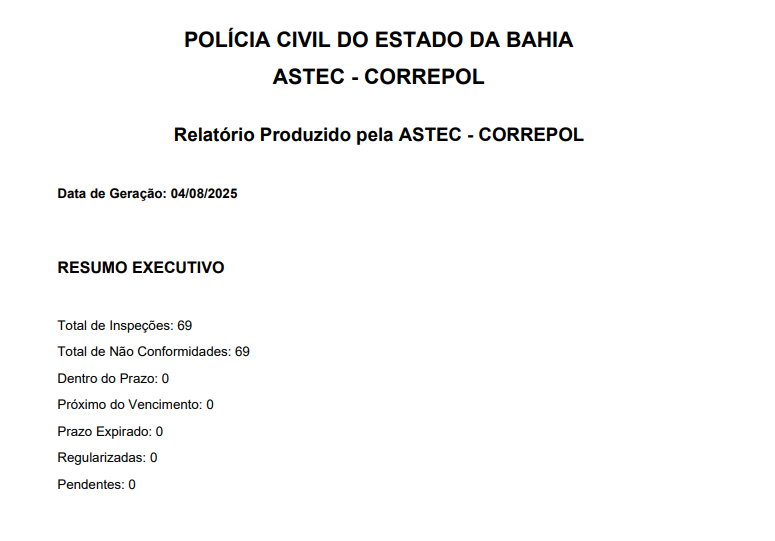 POLÍCIA CIVIL DO ESTADO DA BAHIA
ASTEC - CORREPOL
Relatório Produzido pela ASTEC - CORREPOL
Data de Geração: 04/08/2025
RESUMO EXECUTIVO
Total de Inspeções: 69
Total de Não Conformidades: 69
Dentro do Prazo: 0
Próximo do Vencimento: 0
Prazo Expirado: 0
Regularizadas: 0
Pendentes: 0